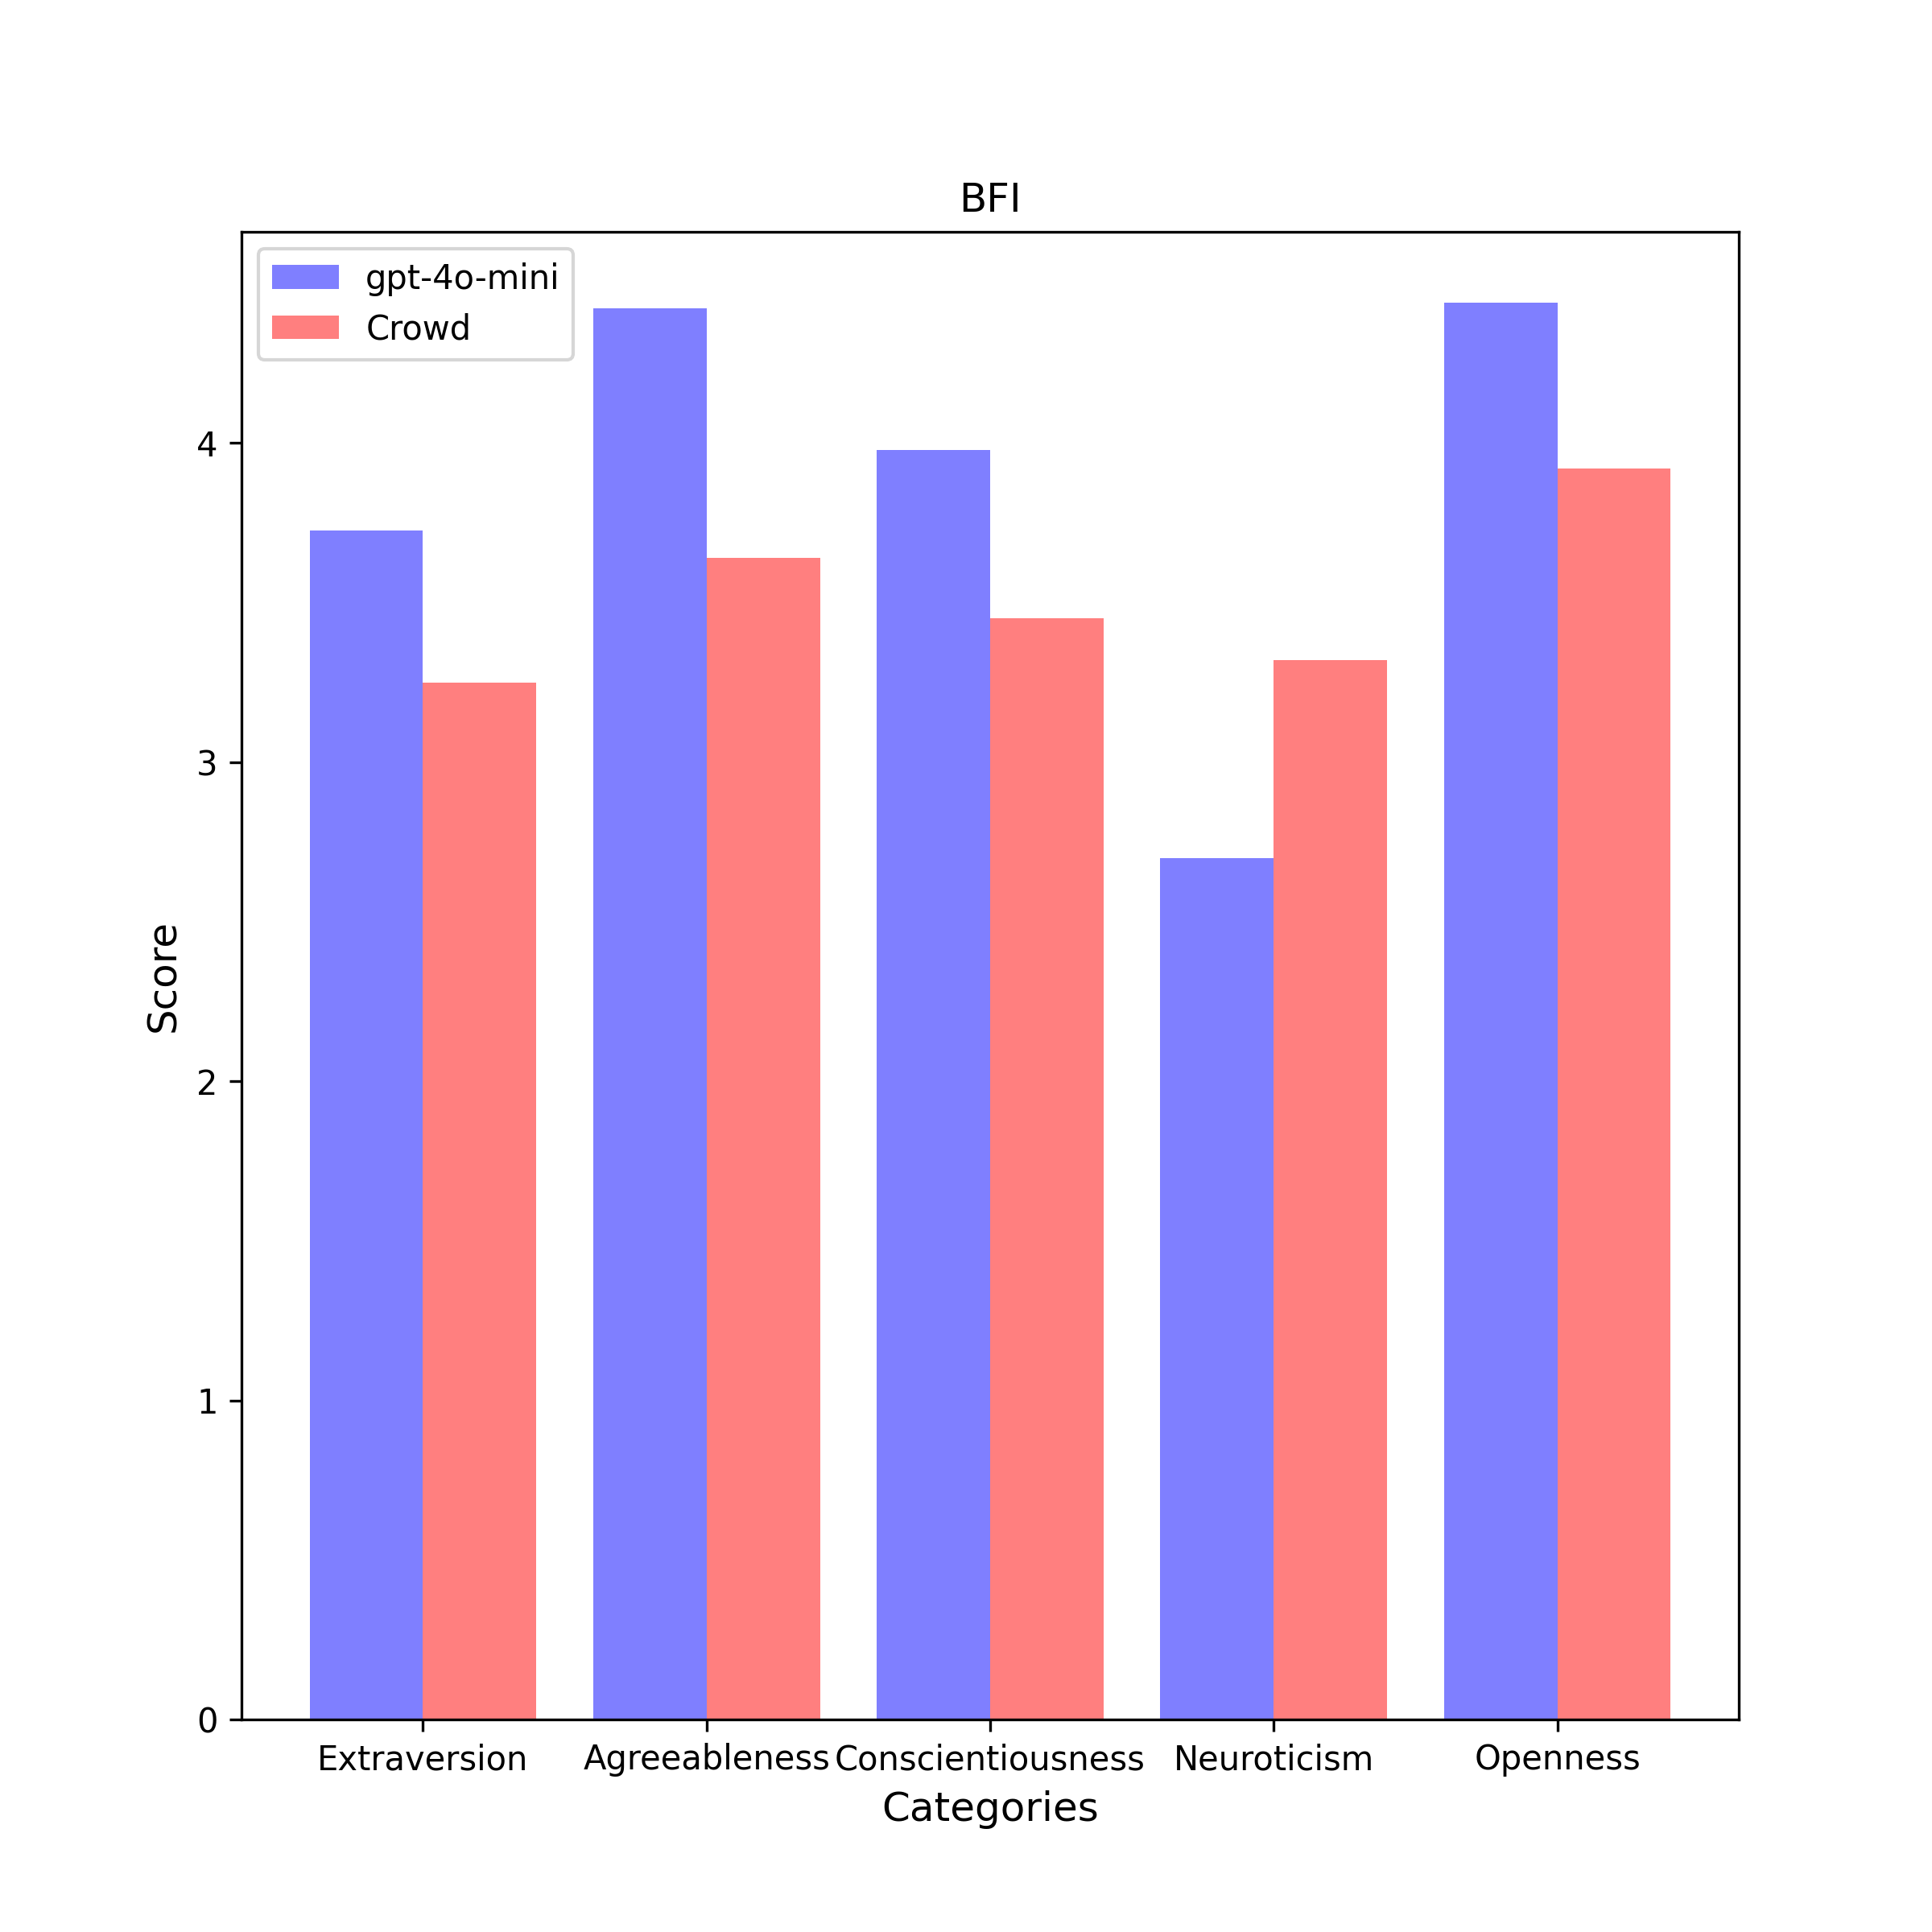 BFI
gpt-4o-mini
Crowd
4
3
2
1
0
Score
Extraversion Agreeableness Conscientiousness Neuroticism Openness
Categories